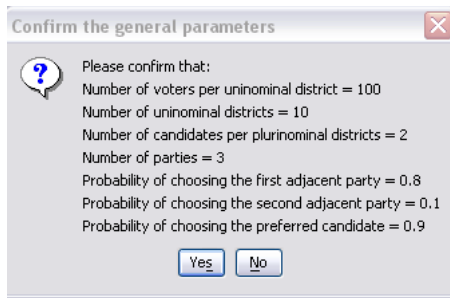 Confirm the general parameters
Please confirm that:
Number of voters per uninominal district = 100
Number of uninominal districts = 10
Number of candidates per plurinominal districts = 2
Number of parties = 3
Probability of choosing the first adjacent party = 0.8
Probability of choosing the second adjacent party = 0.1
Probability of choosing the preferred candidate = 0.9
Yes No